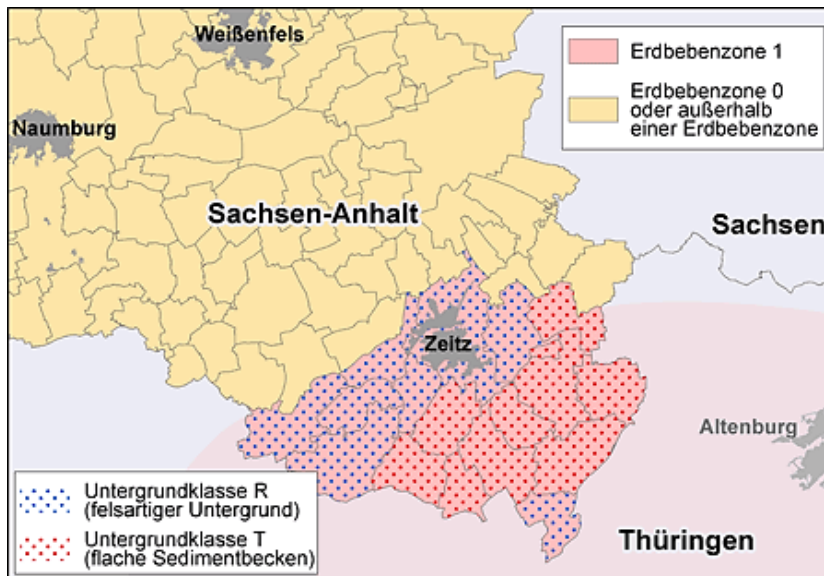 Weißenfels
Erdbebenzone 1
Erdbebenzone 0
oder außerhalb
einer Erdbebenzone
Naumburg
Sachsen-Anhalt
Sachsen
Zeitz
Altenburg
Untergrundklasse R
(felsartiger Untergrund)
Untergrundklasse T
(flache Sedimentbecken)
Thüringen